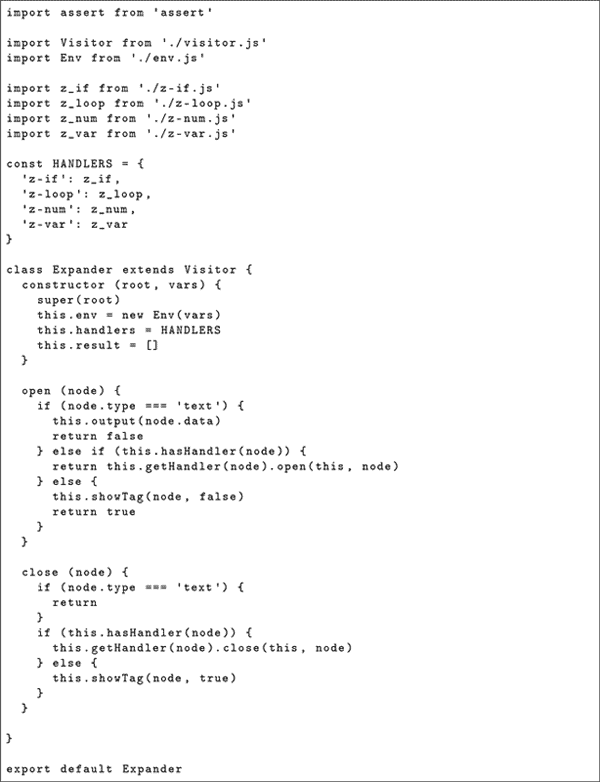 import assert from 'assert'

import Visitor from './visitor.js'
import Env from './env.js'

import z_if from './z-if.js'
import z_loop from './z-loop.js'
import z_num from './z-num.js'
import z_var from './z-var.js'

const HANDLERS = {
  'z-if': z_if,
  'z-loop': z_loop,
  'z-num': z_num,
  'z-var': z_var
}

class Expander extends Visitor {
  constructor (root, vars) {
    super(root)
    this.env = new Env(vars)
    this.handlers = HANDLERS
    this.result = []
  }

  open (node) {
    if (node.type === 'text') {
      this.output(node.data)
      return false
    } else if (this.hasHandler(node)) {
      return this.getHandler(node).open(this, node)
    } else {
      this.showTag(node, false)
      return true
    }
  }

  close (node) {
    if (node.type === 'text') {
      return
    }
    if (this.hasHandler(node)) {
      this.getHandler(node).close(this, node)
    } else {
      this.showTag(node, true)
    }
  }

}

export default Expander